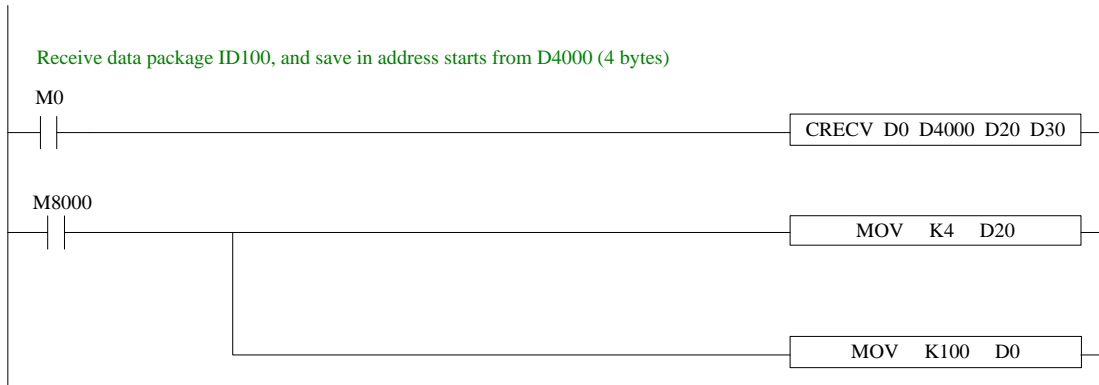 Receive data package ID100, and save in address starts from D4000 (4 bytes)
M0
CRECV D0 D4000 D20 D30
M8000
MOV K4 D20
MOV K100 D0